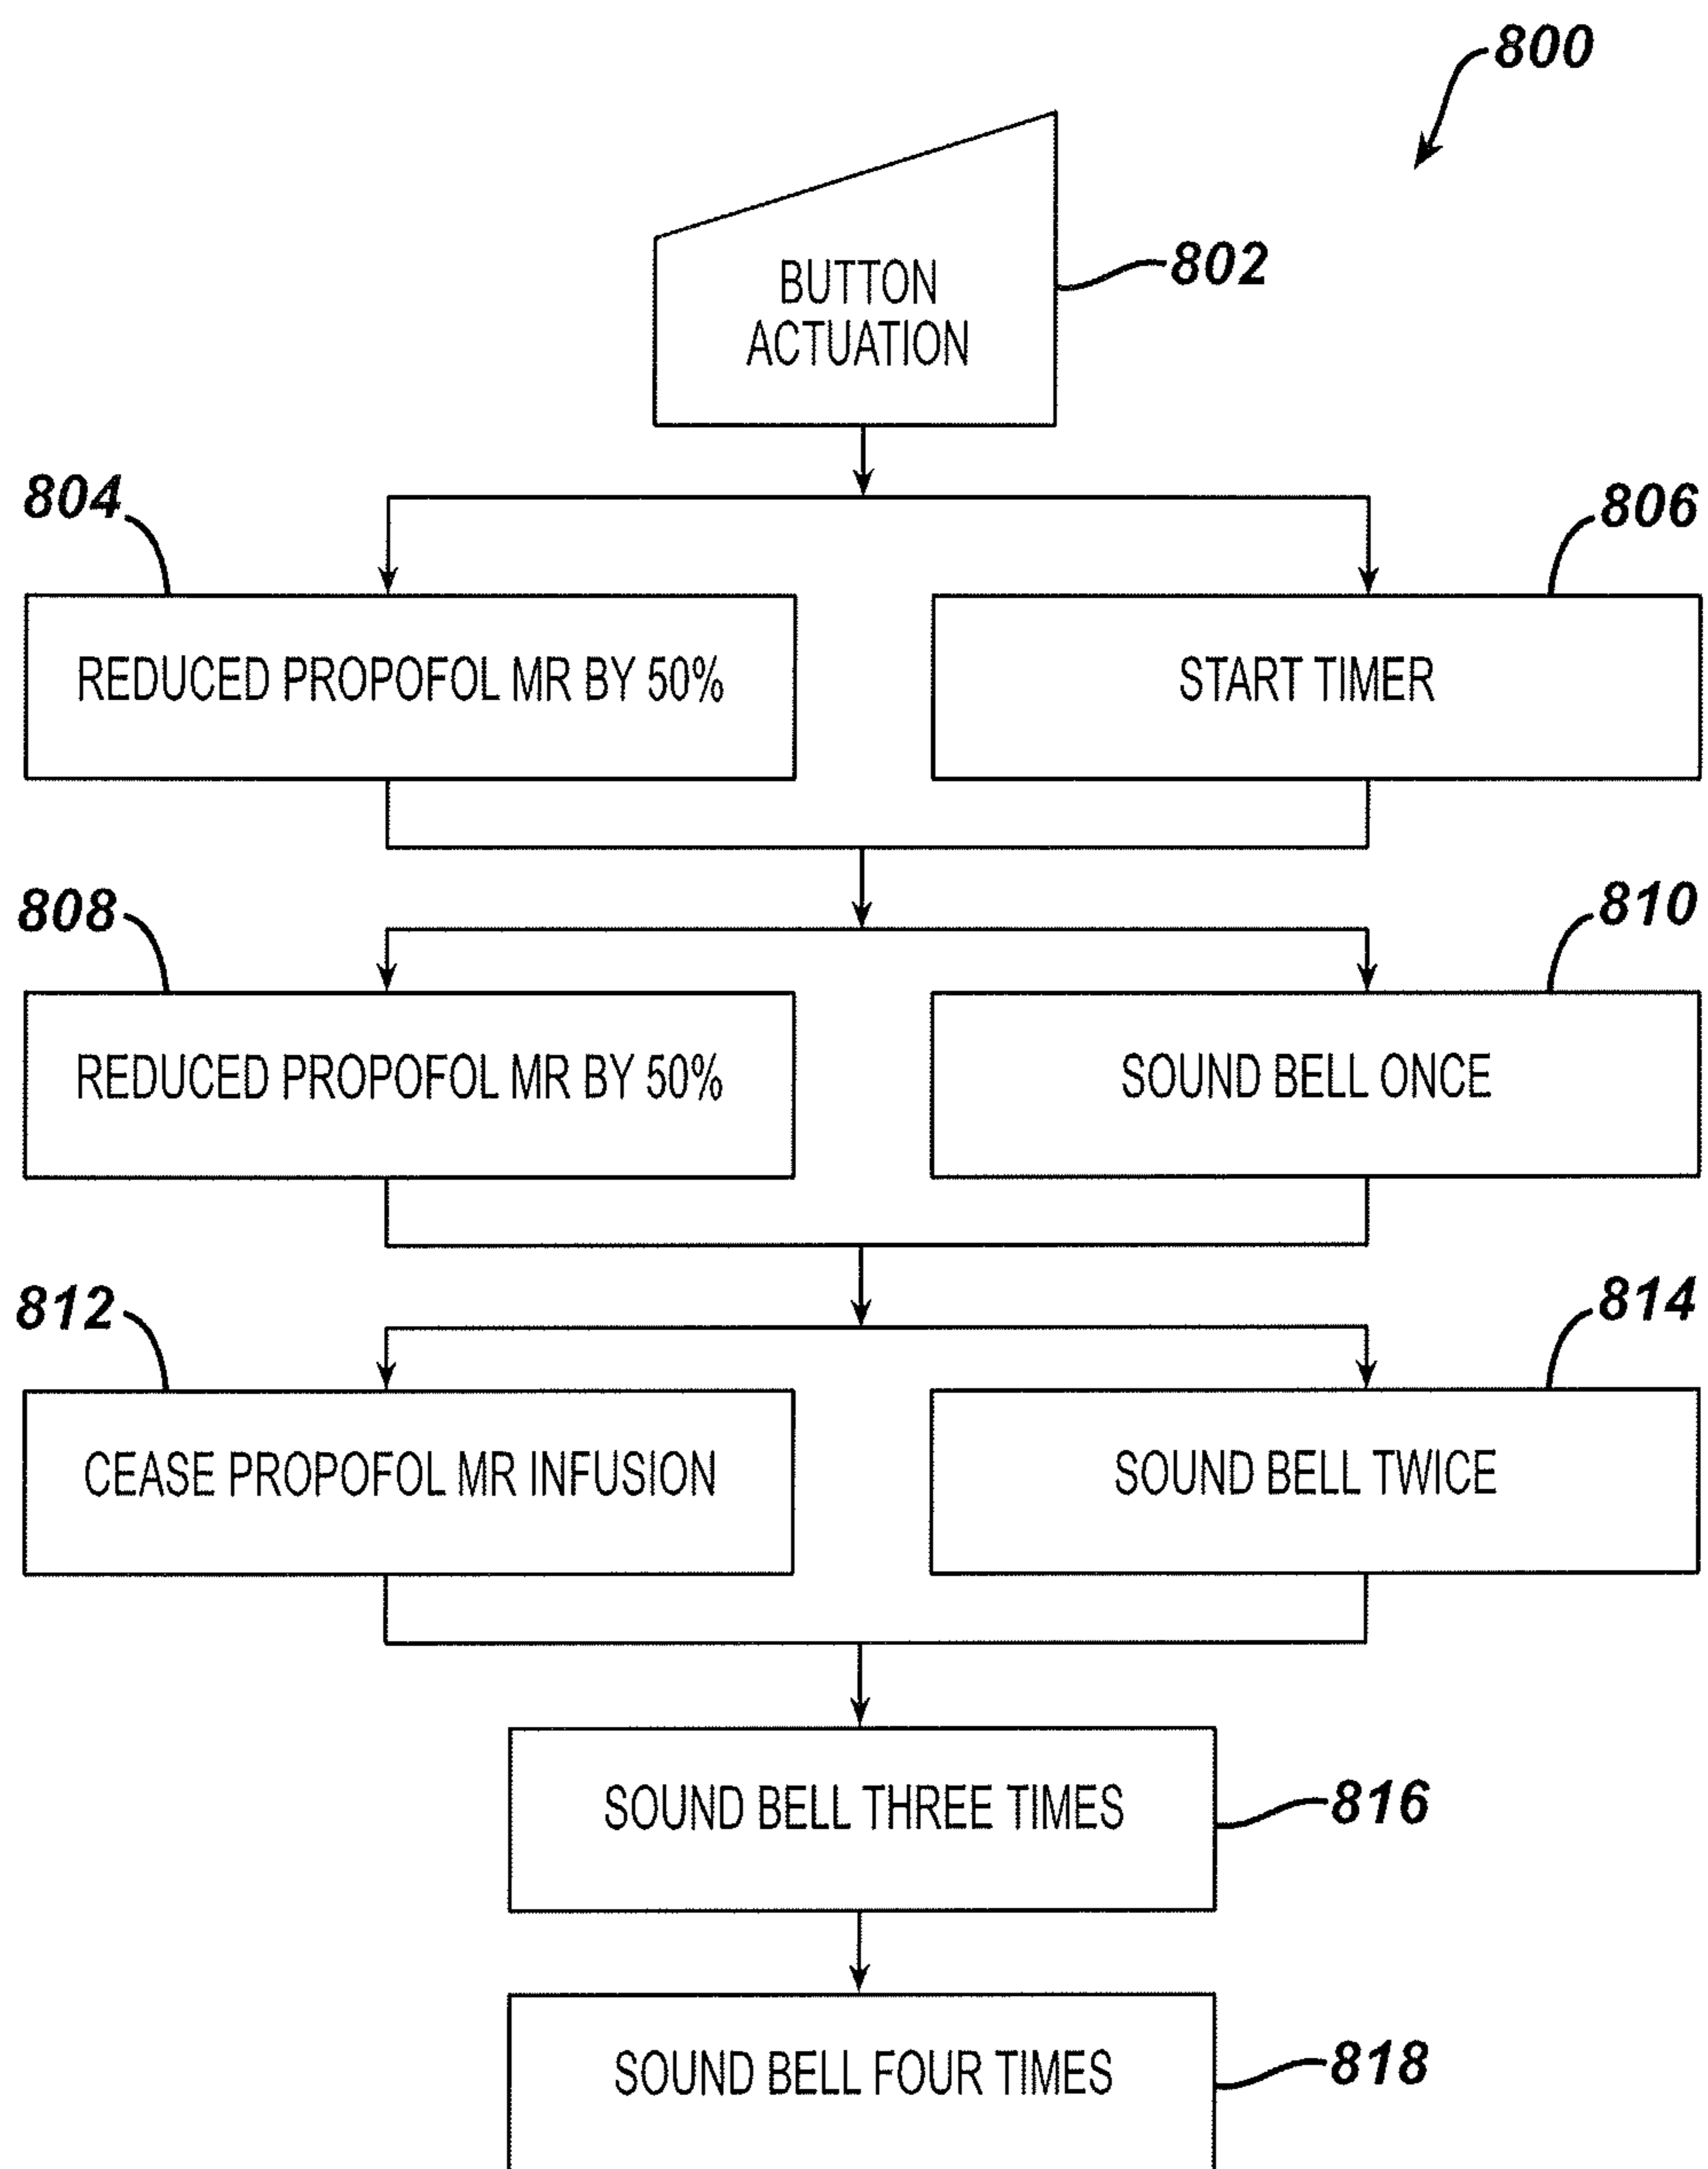 800
BUTTON
ACTUATION
802
804
806
REDUCED PROPOFOL MR BY 50%
START TIMER
808
810
REDUCED PROPOFOL MR BY 50%
SOUND BELL ONCE
812
814
CEASE PROPOFOL MR INFUSION
SOUND BELL TWICE
SOUND BELL THREE TIMES
816
SOUND BELL FOUR TIMES
818